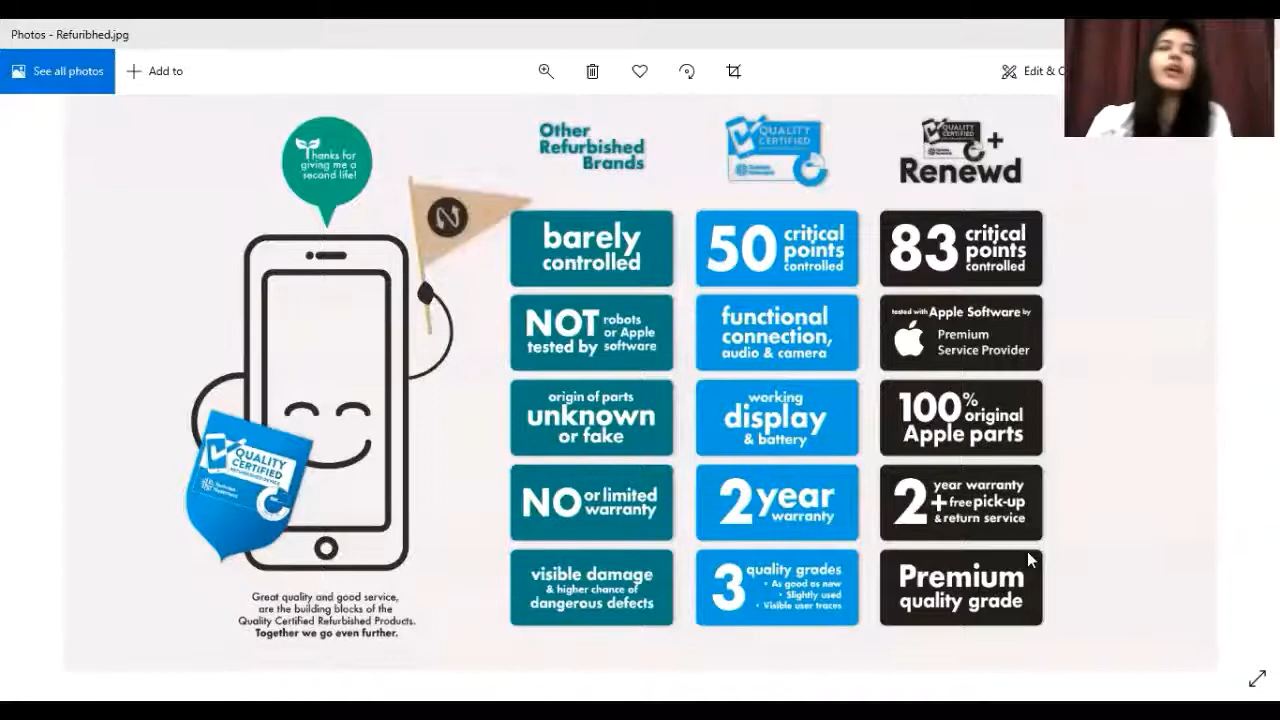 Photos - Refuribhed.jpg
See all photos
Add to
Edit & C
Thanks for
giving me a
second life!
Other
Refurbished
Brands
QUALITY
CERTIFIED
QUALITY
CERTIFIED
+
Renewd
barely
controlled
50 critical
points
controlled
83 critical
points
controlled
NOT robots
or Apple
tested by software
functional
connection,
audio & camera
tested with Apple Software by
Premium
Service Provider
origin of parts
unknown
or fake
working
display
& battery
100%
original
Apple parts
NO or limited
warranty
2 year
warranty
2 year warranty
+ free pick-up
& return service
visible damage
& higher chance of
dangerous defects
3 quality grades
• As good as new
• Slightly used
• Visible user traces
Premium
quality grade
QUALITY
CERTIFIED
REFURBISHED DEVICE
Great quality and good service,
are the building blocks of the
Quality Certified Refurbished Products.
Together we go even further.